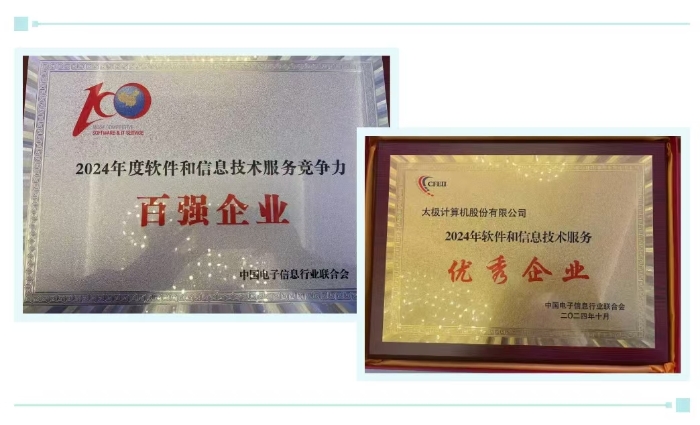 100
SOFTWARE & IT SERVICE
2024年度软件和信息技术服务竞争力
百强企业
中国电子信息行业联合会
CFEII
太极计算机股份有限公司
2024年软件和信息技术服务
优秀企业
中国电子信息行业联合会
二〇二四年十月